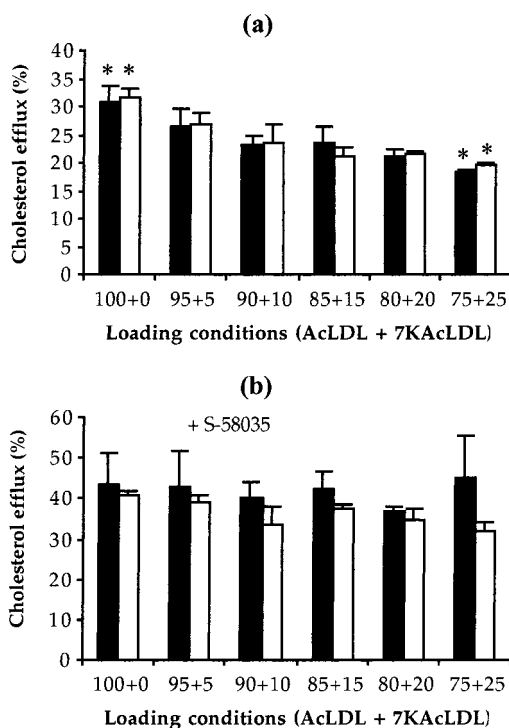 (a)
Cholesterol efflux (%)
40
35
30
25
20
15
10
5
0
* *
* *
100+0 95+5 90+10 85+15 80+20 75+25
Loading conditions (AcLDL + 7KAcLDL)
(b)
Cholesterol efflux (%)
60
50
40
30
20
10
0
+ S-58035
100+0 95+5 90+10 85+15 80+20 75+25
Loading conditions (AcLDL + 7KAcLDL)